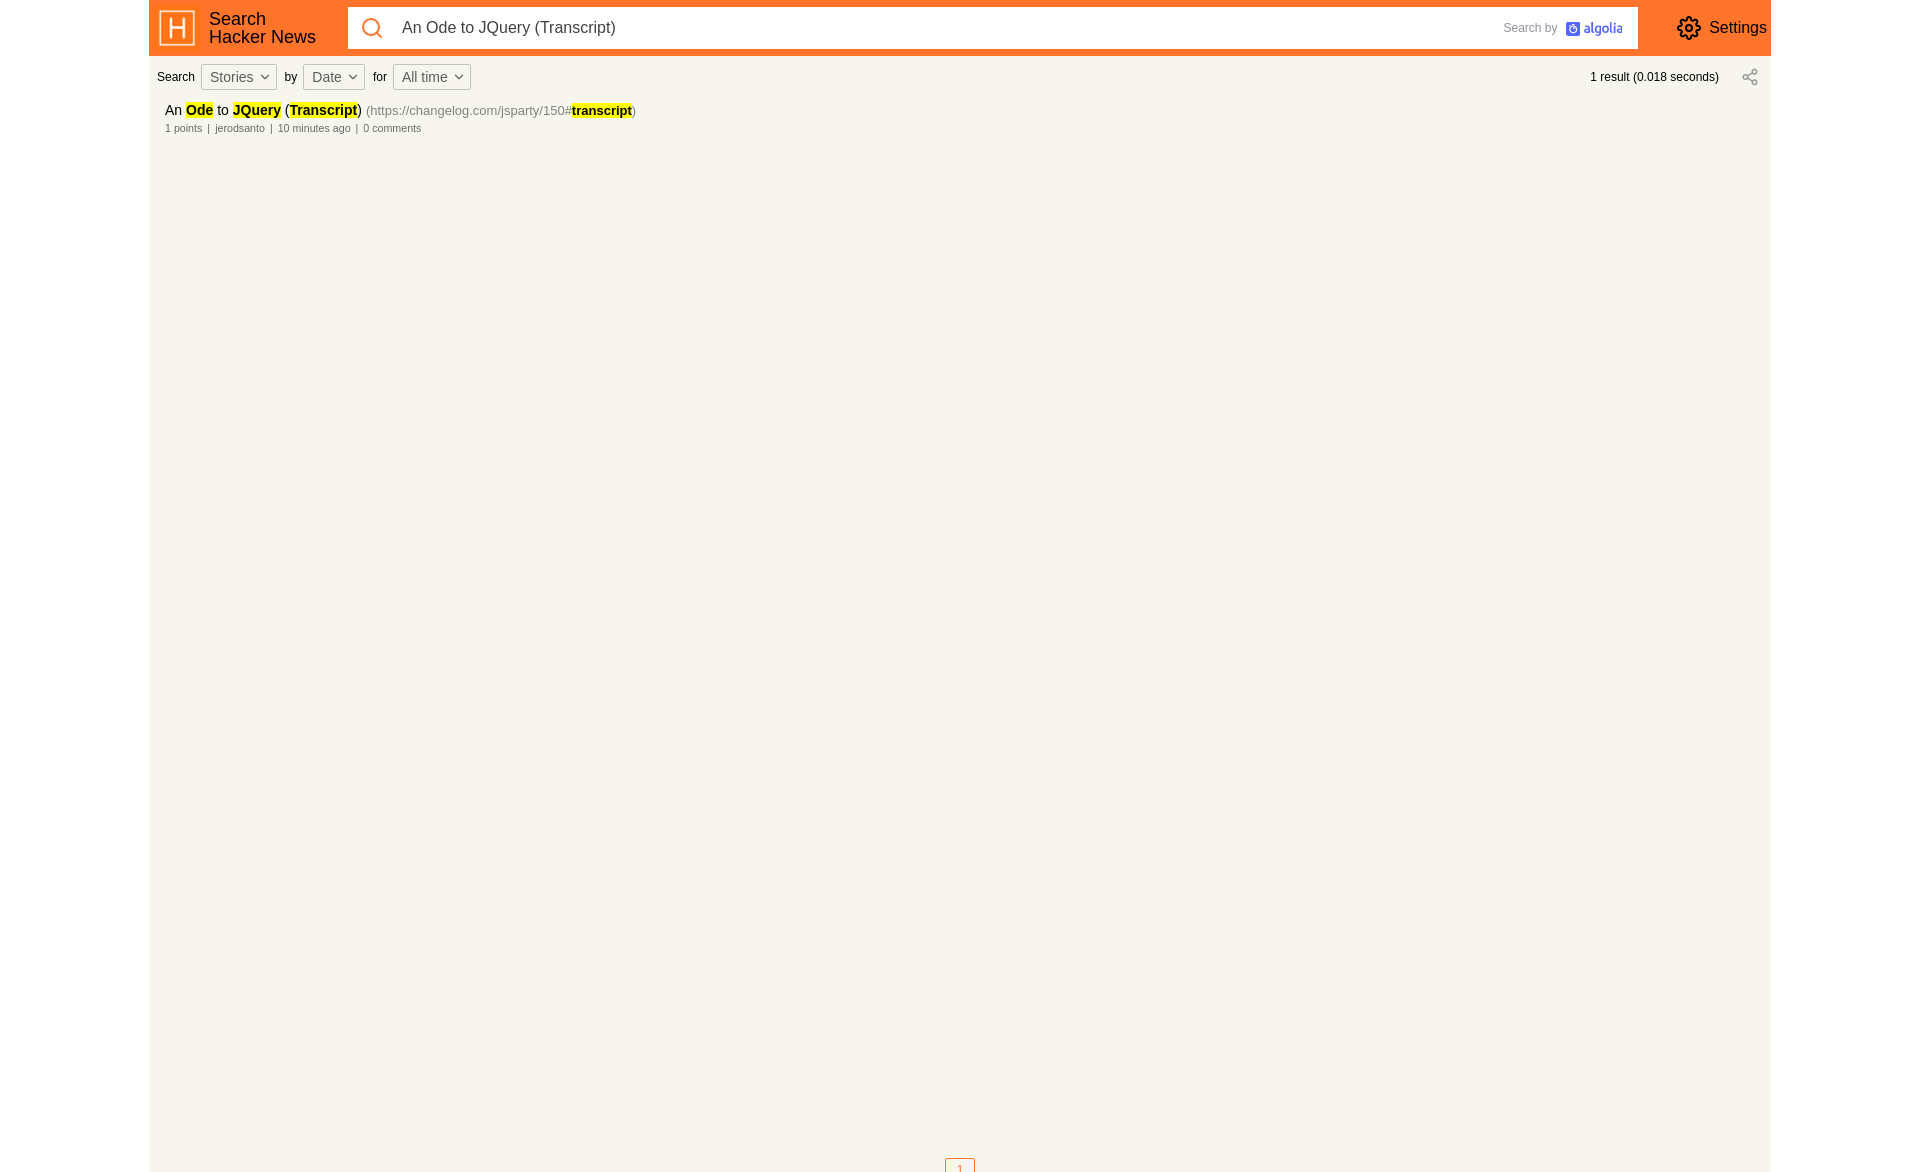 H
Search
Hacker News
An Ode to JQuery (Transcript)
Search by algolia
Settings
Search Stories by Date for All time
1 result (0.018 seconds)
An Ode to JQuery (Transcript) (https://changelog.com/jsparty/150#transcript)
1 points | jerodsanto | 10 minutes ago | 0 comments
1